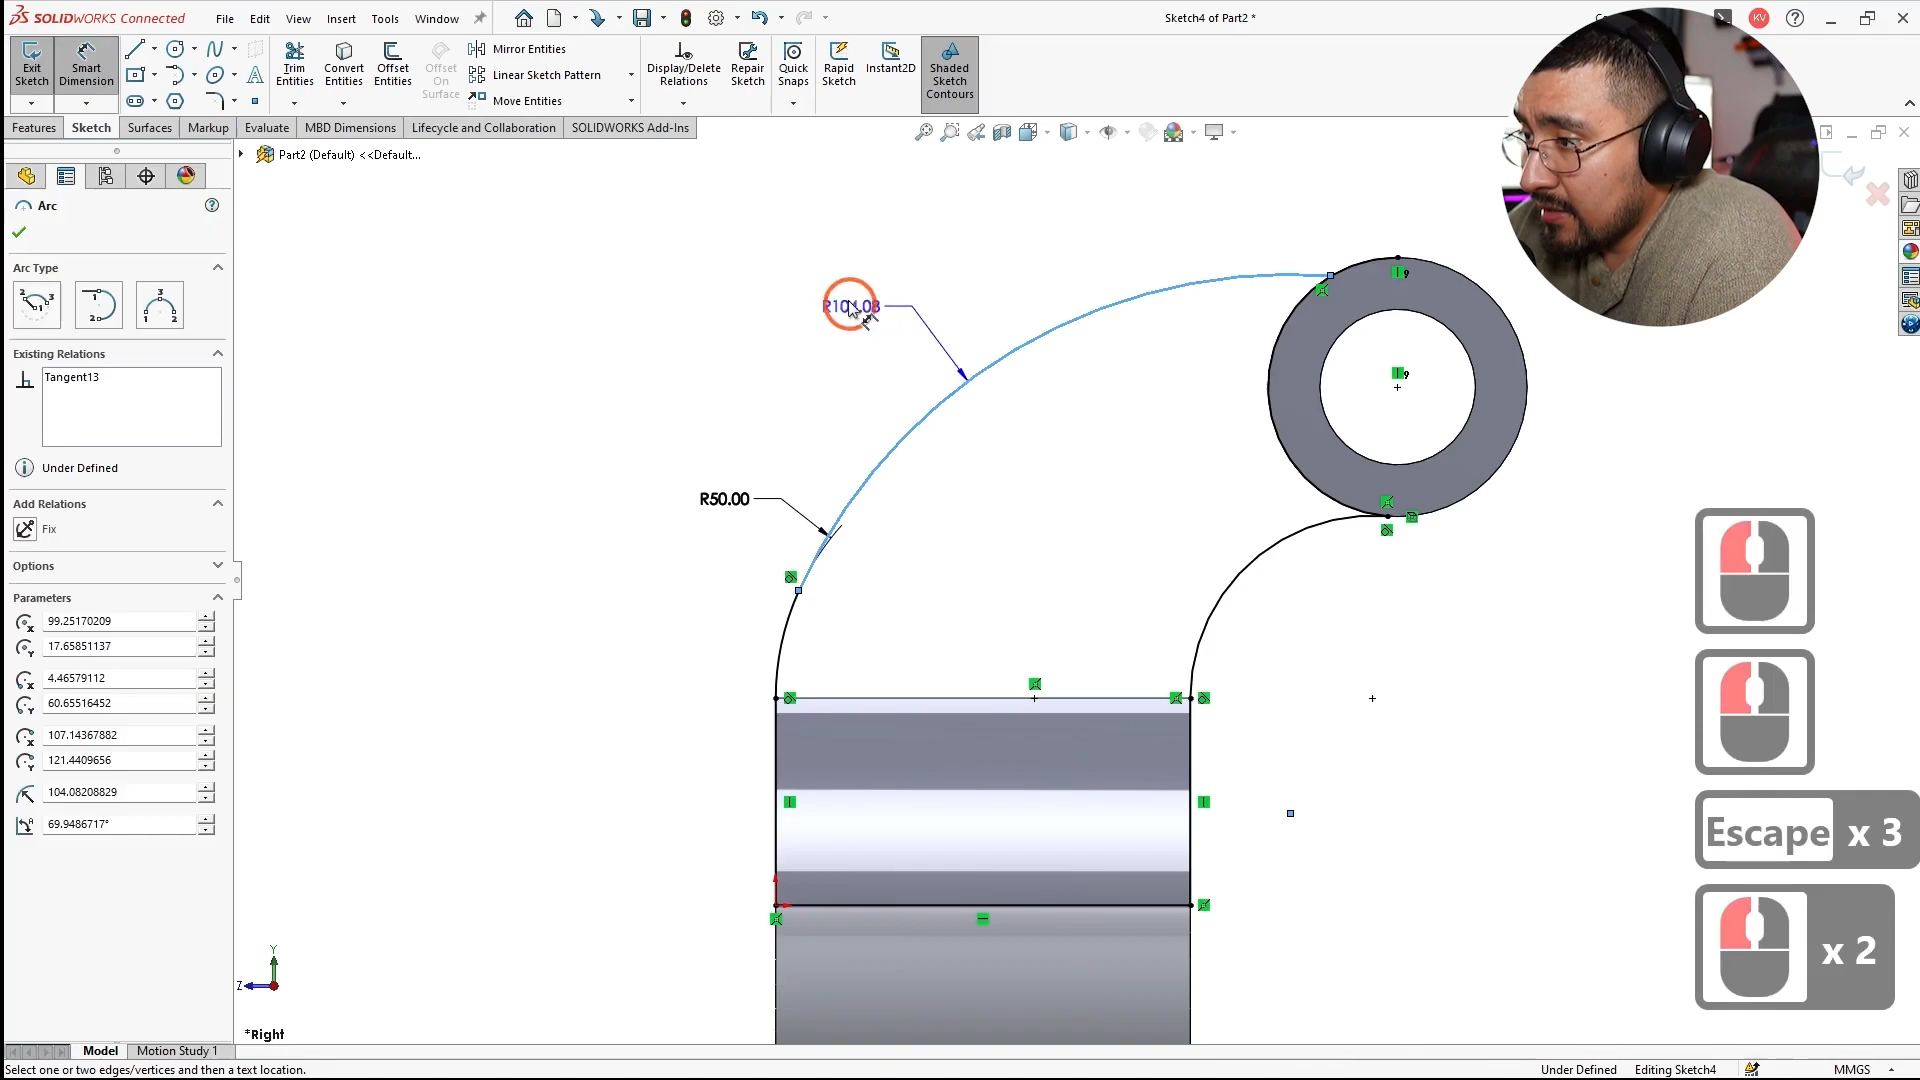 SOLIDWORKS Connected
File Edit View Insert Tools Window
Sketch4 of Part2 *
KV
Exit Sketch
Smart Dimension
Trim Entities
Convert Entities
Offset Entities
Offset On Surface
Mirror Entities
Linear Sketch Pattern
Move Entities
Display/Delete Relations
Repair Sketch
Quick Snaps
Rapid Sketch
Instant2D
Shaded Sketch Contours
Features Sketch Surfaces Markup Evaluate MBD Dimensions Lifecycle and Collaboration SOLIDWORKS Add-Ins
Part2 (Default) <<Default...
Arc
Arc Type
Existing Relations
Tangent13
Under Defined
Add Relations
Fix
Options
Parameters
99.25170209
17.65851137
4.46579112
60.65516452
107.14367882
121.4409656
104.08208829
69.9486717°
R104.08
R50.00
9
9
Y
Z
*Right
Escape x 3
x 2
Model Motion Study 1
Select one or two edges/vertices and then a text location.
Under Defined Editing Sketch4 MMGS